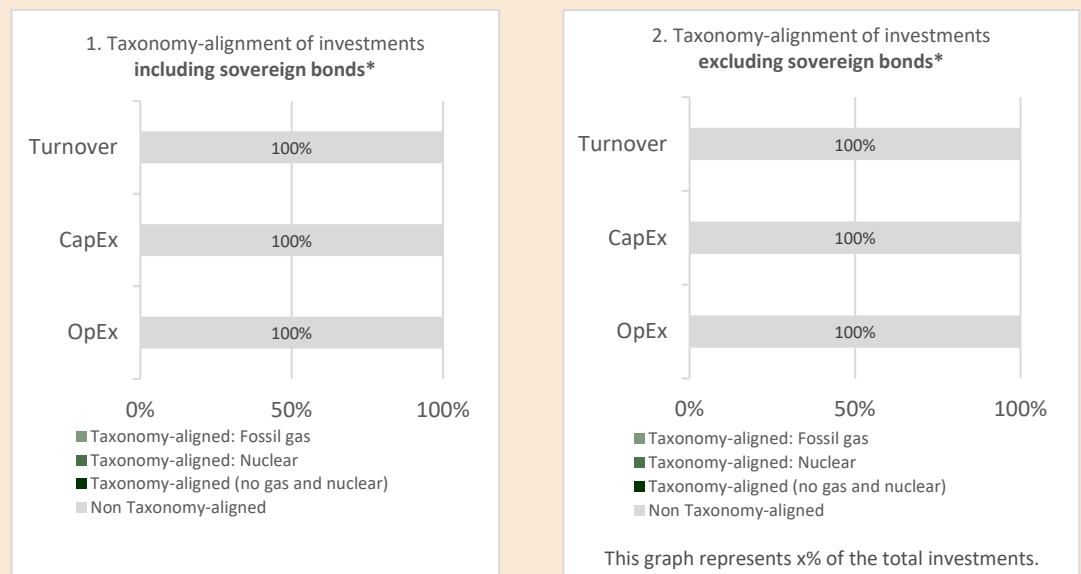 1. Taxonomy-alignment of investments
including sovereign bonds*
Turnover
100%
CapEx
100%
OpEx
100%
0%
50%
100%
Taxonomy-aligned: Fossil gas
Taxonomy-aligned: Nuclear
Taxonomy-aligned (no gas and nuclear)
Non Taxonomy-aligned
2. Taxonomy-alignment of investments
excluding sovereign bonds*
Turnover
100%
CapEx
100%
OpEx
100%
0%
50%
100%
Taxonomy-aligned: Fossil gas
Taxonomy-aligned: Nuclear
Taxonomy-aligned (no gas and nuclear)
Non Taxonomy-aligned
This graph represents x% of the total investments.